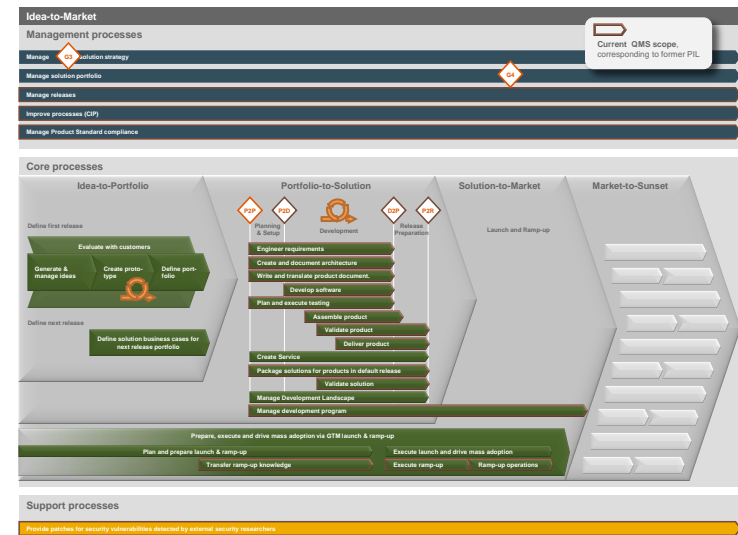 Idea-to-Market
Management processes
Current QMS scope,
corresponding to former PIL
Manage
G3
solution strategy
Manage solution portfolio
G4
Manage releases
Improve processes (CIP)
Manage Product Standard compliance
Core processes
Idea-to-Portfolio
Portfolio-to-Solution
Solution-to-Market
Market-to-Sunset
P2P
P2D
D2P
P2R
Define first release
Planning
& Setup
Development
Release
Preparation
Launch and Ramp-up
Evaluate with customers
Generate &
manage ideas
Create proto-
type
Define port-
folio
Define next release
Define solution business cases for
next release portfolio
Engineer requirements
Create and document architecture
Write and translate product document.
Develop software
Plan and execute testing
Assemble product
Validate product
Deliver product
Create Service
Package solutions for products in default release
Validate solution
Manage Development Landscape
Manage development program
Prepare, execute and drive mass adoption via GTM launch & ramp-up
Plan and prepare launch & ramp-up
Execute launch and drive mass adoption
Transfer ramp-up knowledge
Execute ramp-up
Ramp-up operations
Support processes
Provide patches for security vulnerabilities detected by external security researchers